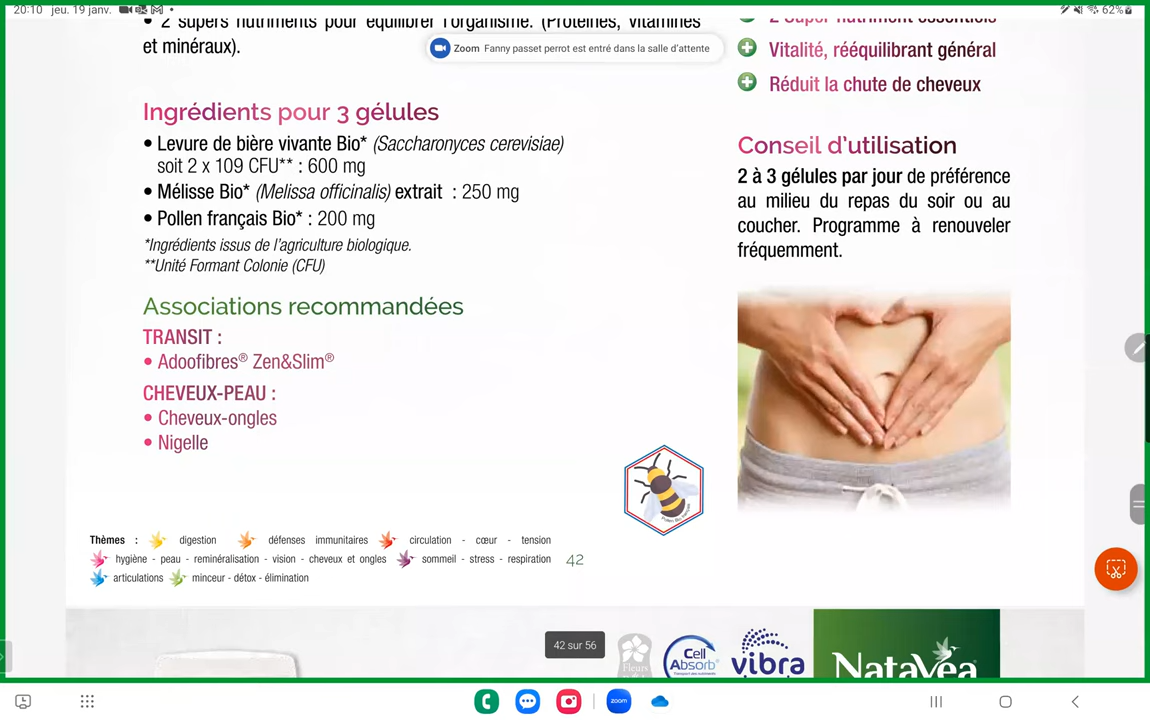 20:10 jeu. 19 janv.
62%
• 2 supers nutriments pour équilibrer l'organisme. (Protéines, vitamines
et minéraux).
Zoom Fanny passet perrot est entré dans la salle d'attente
Vitalité, rééquilibrant général
Réduit la chute de cheveux
Ingrédients pour 3 gélules
• Levure de bière vivante Bio* (Saccharonyces cerevisiae)
soit 2 x 109 CFU** : 600 mg
• Mélisse Bio* (Melissa officinalis) extrait : 250 mg
• Pollen français Bio* : 200 mg
*Ingrédients issus de l'agriculture biologique.
**Unité Formant Colonie (CFU)
Associations recommandées
TRANSIT :
• Adoofibres® Zen&Slim®
CHEVEUX-PEAU :
• Cheveux-ongles
• Nigelle
Conseil d'utilisation
2 à 3 gélules par jour de préférence
au milieu du repas du soir ou au
coucher. Programme à renouveler
fréquemment.
Thèmes : digestion défenses immunitaires circulation - cœur - tension
hygiène - peau - reminéralisation - vision - cheveux et ongles sommeil - stress - respiration
articulations minceur - détox - élimination
42
42 sur 56
Fleurs
Cell
Absorb®
vibra
NataVéa
zoom